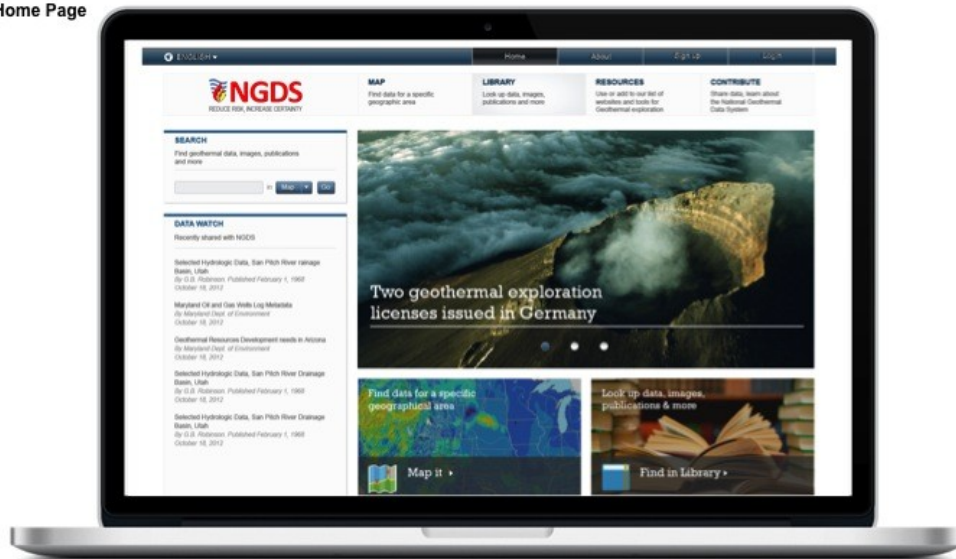 Home Page
ENGLISH
Home About Sign up Login
NGDS
REDUCE RISK, INCREASE CERTAINTY
MAP
Find data for a specific
geographic area
LIBRARY
Look up data, images,
publications and more
RESOURCES
Use or add to our list of
websites and tools for
Geothermal exploration
CONTRIBUTE
Share data, learn about
the National Geothermal
Data System
SEARCH
Find geothermal data, images, publications
and more
in Map Go
DATA WATCH
Recently shared with NGDS
Selected Hydrologic Data, San Pitch River rainage
Basin, Utah
By G.B. Robinson. Published February 1, 1968
October 18, 2012
Maryland Oil and Gas Wells Log Metadata
By Maryland Dept. of Environment
October 18, 2012
Geothermal Resources Development needs in Arizona
By Maryland Dept. of Environment
October 18, 2012
Selected Hydrologic Data, San Pitch River Drainage
Basin, Utah
By G.B. Robinson. Published February 1, 1968
October 18, 2012
Selected Hydrologic Data, San Pitch River Drainage
Basin, Utah
By G.B. Robinson. Published February 1, 1968
October 18, 2012
Two geothermal exploration
licenses issued in Germany
Find data for a specific
geographical area
Map it
Look up data, images,
publications & more
Find in Library